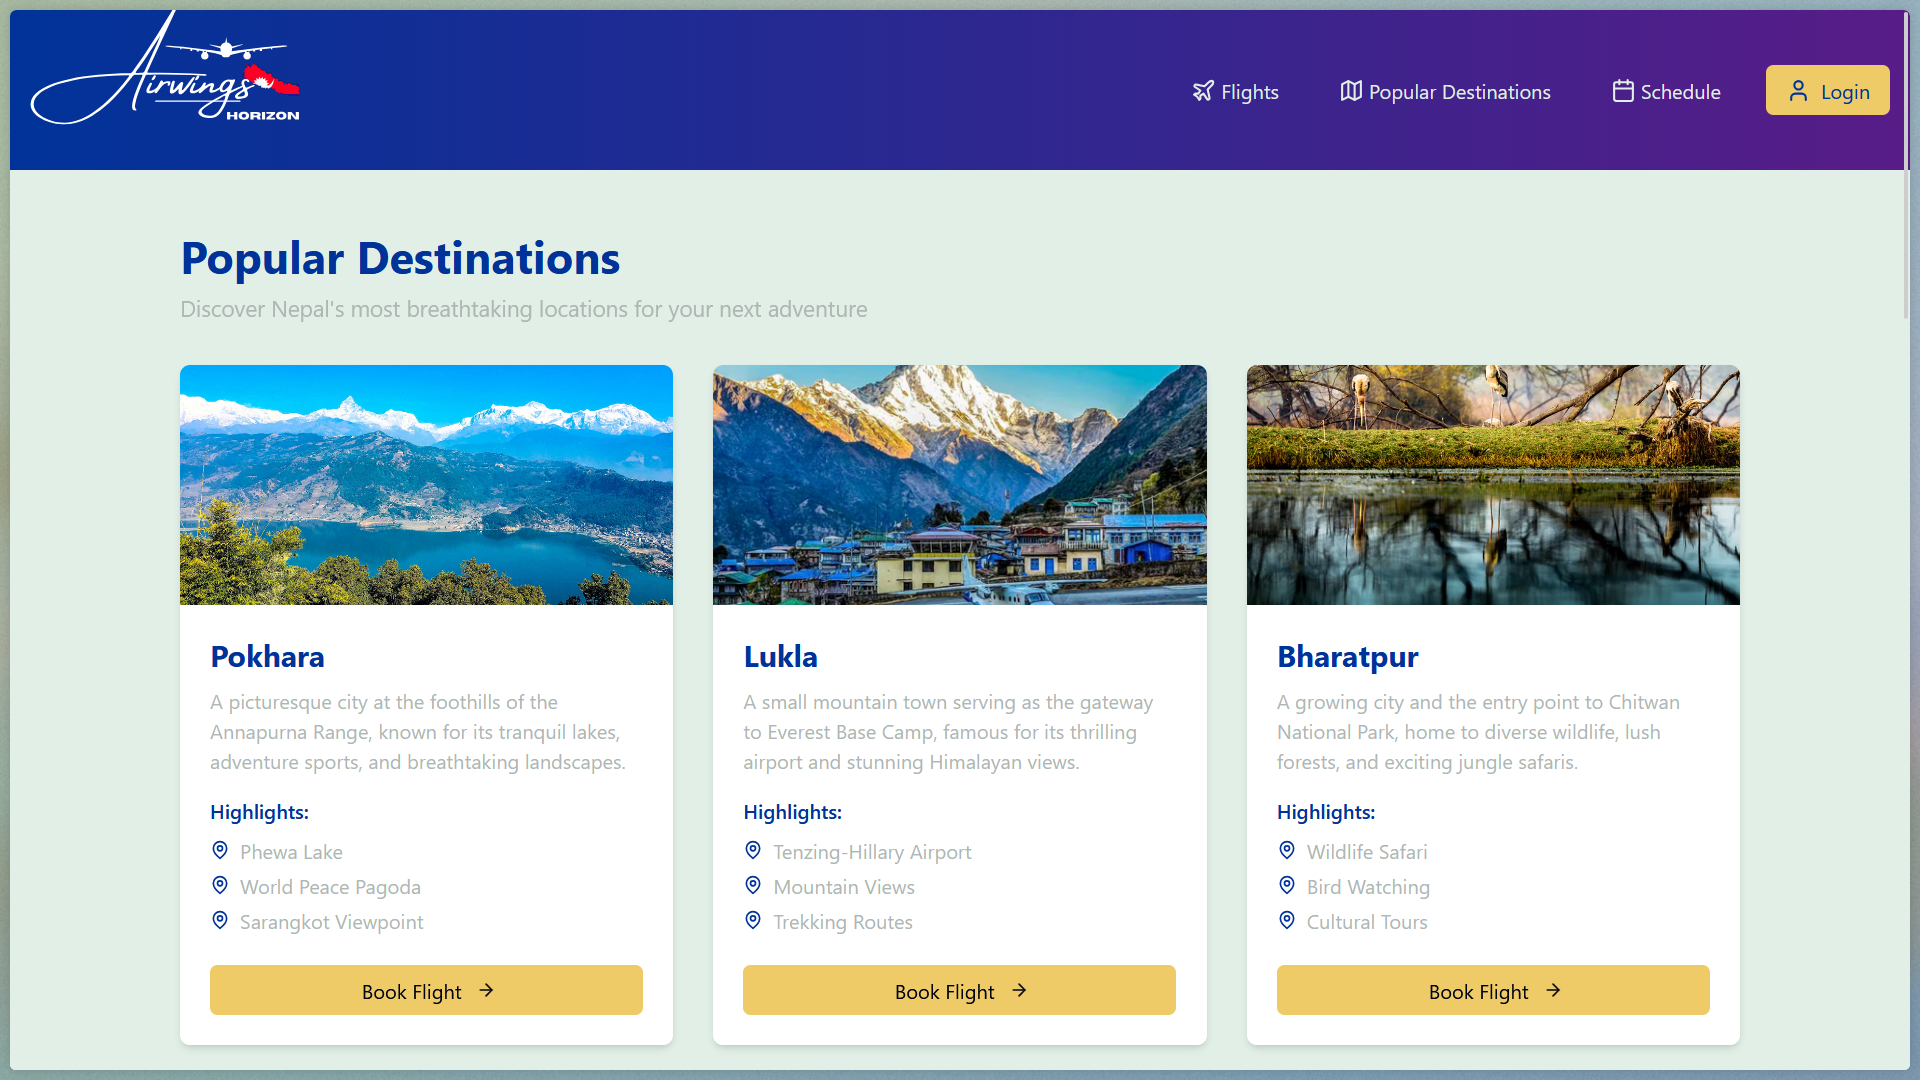 Airwings
HORIZON
Flights
Popular Destinations
Schedule
Login
Popular Destinations
Discover Nepal's most breathtaking locations for your next adventure
Pokhara
A picturesque city at the foothills of the
Annapurna Range, known for its tranquil lakes,
adventure sports, and breathtaking landscapes.
Highlights:
Phewa Lake
World Peace Pagoda
Sarangkot Viewpoint
Book Flight
Lukla
A small mountain town serving as the gateway
to Everest Base Camp, famous for its thrilling
airport and stunning Himalayan views.
Highlights:
Tenzing-Hillary Airport
Mountain Views
Trekking Routes
Book Flight
Bharatpur
A growing city and the entry point to Chitwan
National Park, home to diverse wildlife, lush
forests, and exciting jungle safaris.
Highlights:
Wildlife Safari
Bird Watching
Cultural Tours
Book Flight